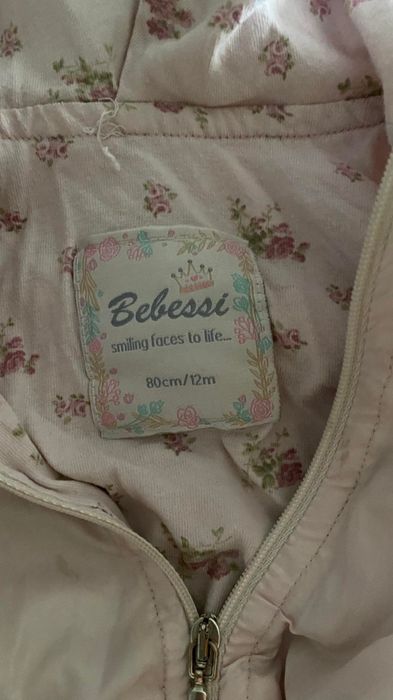 Bebessi
smiling faces to life...
80cm/12m